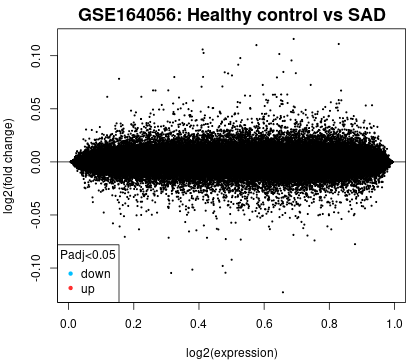 GSE164056: Healthy control vs SAD
log2(fold change)
0.10
0.05
0.00
-0.05
-0.10
Padj<0.05
down
up
0.0 0.2 0.4 0.6 0.8 1.0
log2(expression)